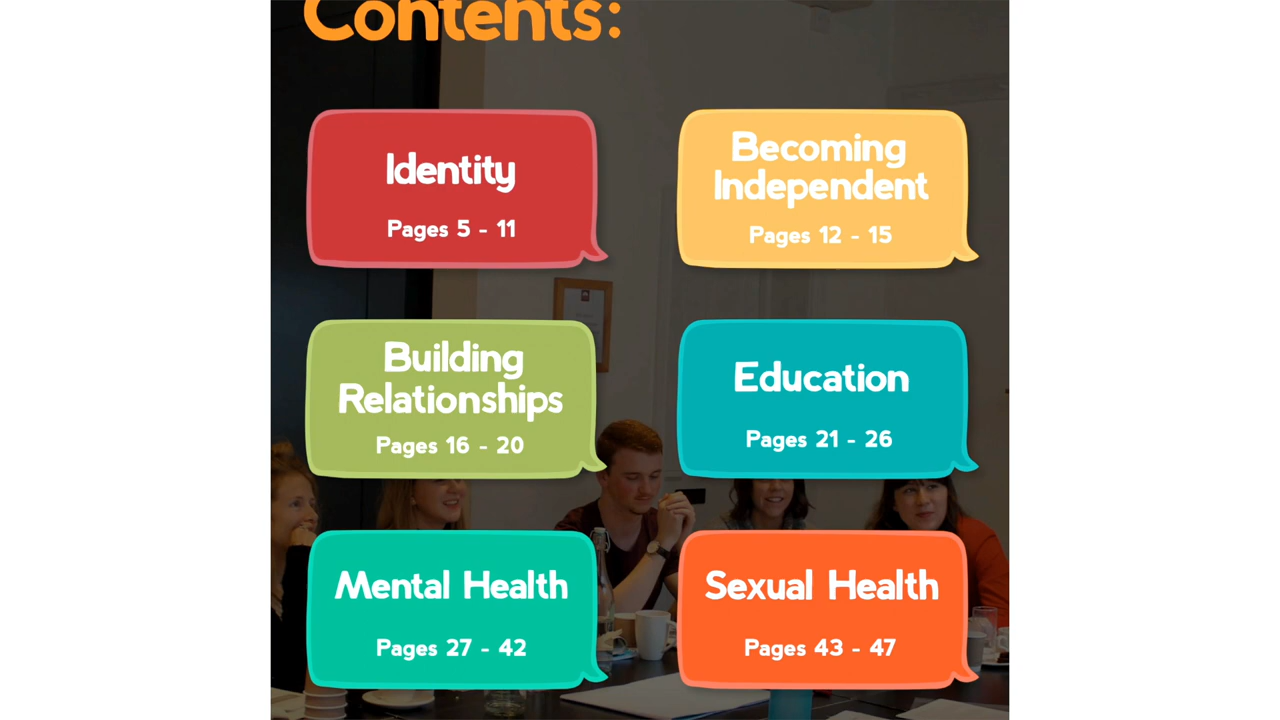 Contents:
Identity
Pages 5 - 11
Becoming
Independent
Pages 12 - 15
Building
Relationships
Pages 16 - 20
Education
Pages 21 - 26
Mental Health
Pages 27 - 42
Sexual Health
Pages 43 - 47